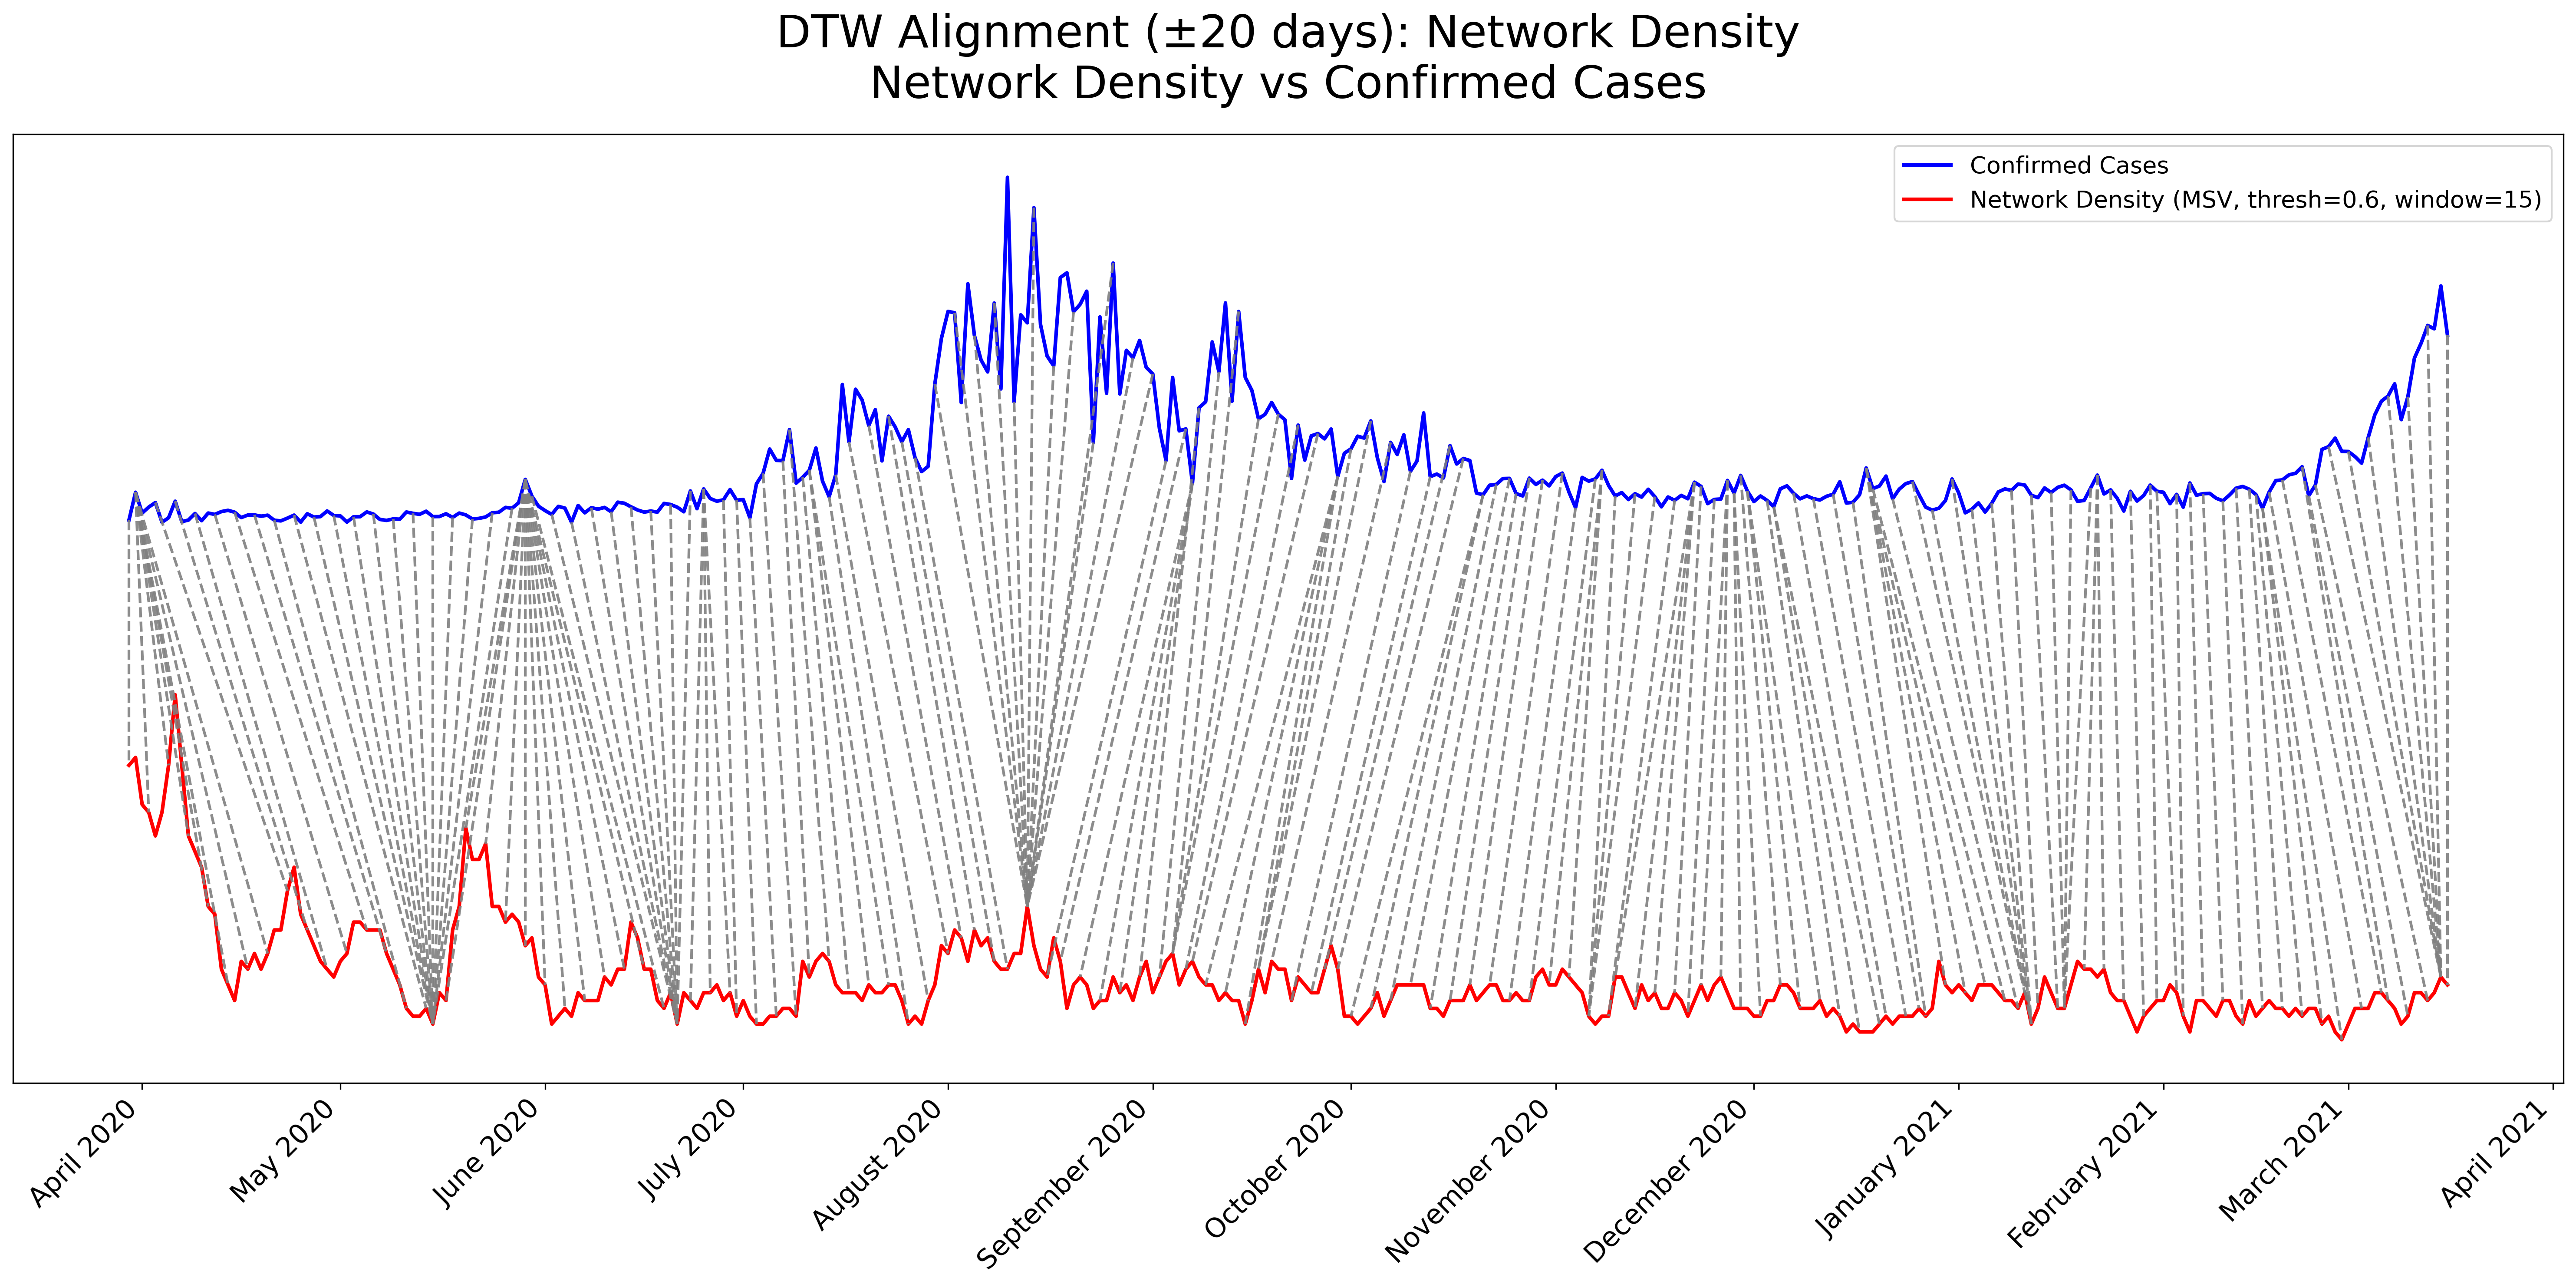 DTW Alignment (±20 days): Network Density
Network Density vs Confirmed Cases
Confirmed Cases
Network Density (MSV, thresh=0.6, window=15)
April 2020
May 2020
June 2020
July 2020
August 2020
September 2020
October 2020
November 2020
December 2020
January 2021
February 2021
March 2021
April 2021